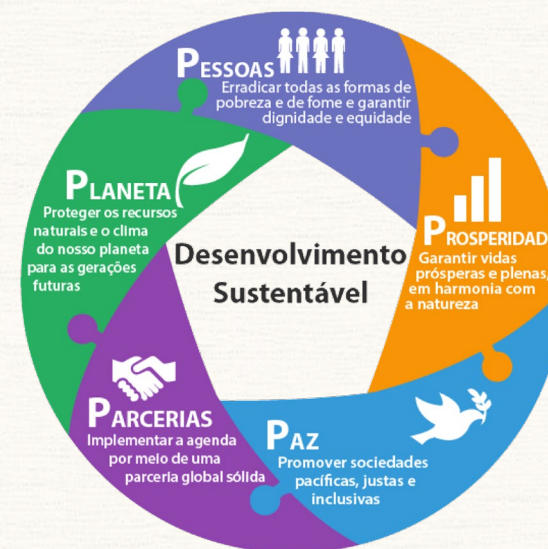 PESSOAS
Erradicar todas as formas de
pobreza e de fome e garantir
dignidade e equidade
PROSPERIDAD
Garantir vidas
prósperas e plenas,
em harmonia com
a natureza
PAZ
Promover sociedades
pacíficas, justas e
inclusivas
PARCERIAS
Implementar a agenda
por meio de uma
parceria global sólida
PLANETA
Proteger os recursos
naturais e o clima
do nosso planeta
para as gerações
futuras
Desenvolvimento
Sustentável